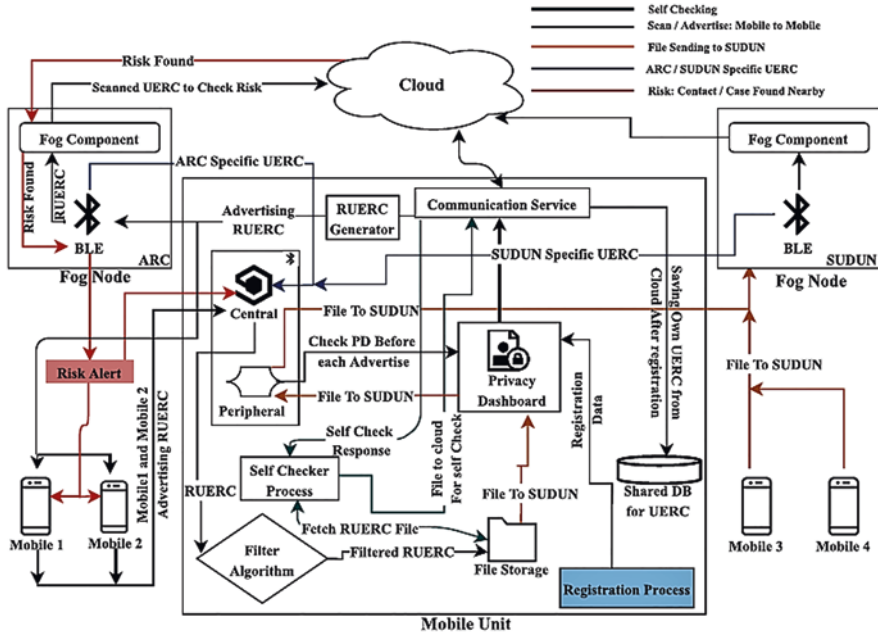 Self Checking
Scan / Advertise: Mobile to Mobile
File Sending to SUDUN
ARC / SUDUN Specific UERC
Risk: Contact / Case Found Nearby
Risk Found
Scanned UERC to Check Risk
Cloud
Fog Component
Risk Found
RUERC
BLE
ARC
Fog Node
ARC Specific UERC
Advertising
RUERC
RUERC
Generator
Communication Service
Fog Component
BLE
SUDUN
Fog Node
SUDUN Specific UERC
Central
File To SUDUN
Check PD Before
each Advertise
Peripheral
File To SUDUN
Privacy
Dashboard
Saving Own UERC from
Cloud After registration
Registration
Data
File To SUDUN
Risk Alert
Mobile1 and Mobile 2
Advertising RUERC
Mobile 1
Mobile 2
RUERC
Self Check
Response
Self Checker
Process
File to cloud
For self Check
File To SUDUN
Fetch RUERC File
Filter
Algorithm
Filtered RUERC
File Storage
Shared DB
for UERC
Registration Process
Mobile 3
Mobile 4
Mobile Unit